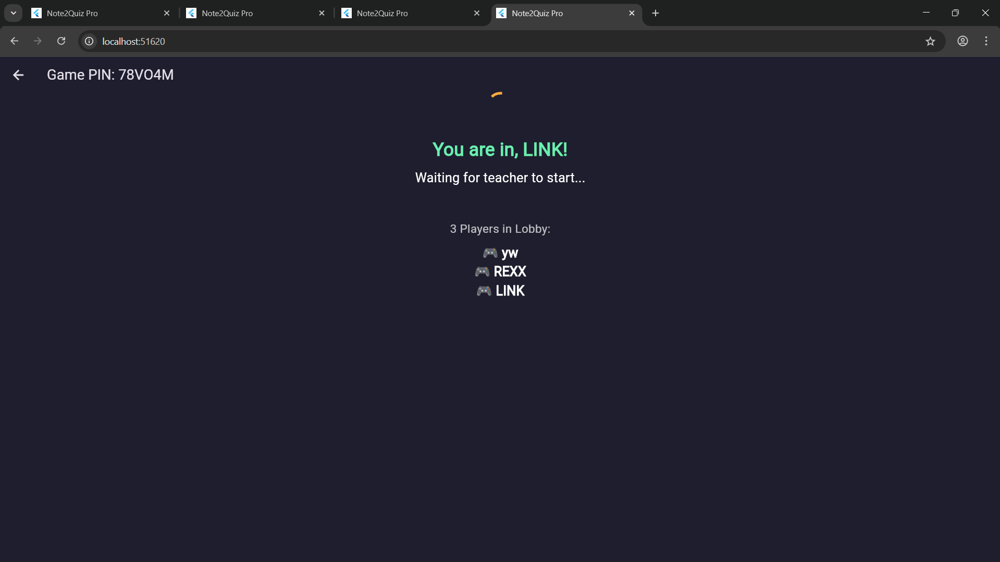 Note2Quiz Pro
Note2Quiz Pro
Note2Quiz Pro
Note2Quiz Pro
localhost:51620
Game PIN: 78VO4M
You are in, LINK!
Waiting for teacher to start...
3 Players in Lobby:
🎮 yw
🎮 REXX
🎮 LINK